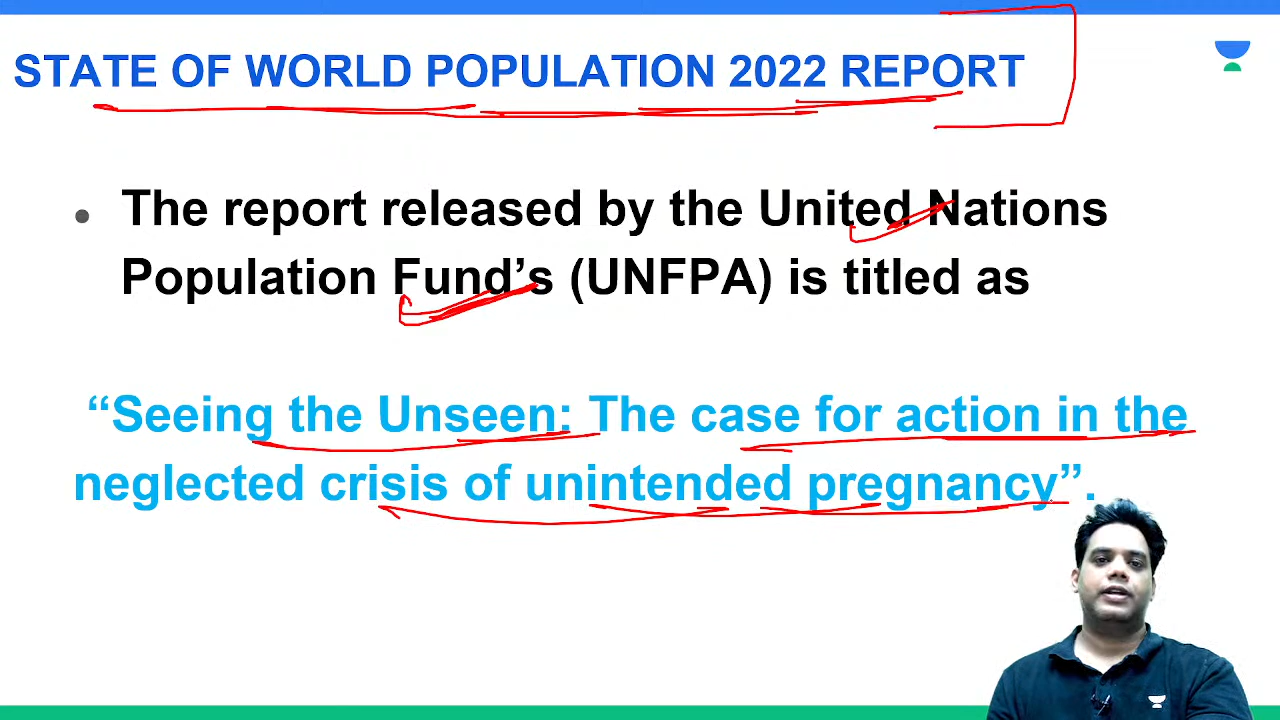 STATE OF WORLD POPULATION 2022 REPORT
• The report released by the United Nations
Population Fund’s (UNFPA) is titled as
“Seeing the Unseen: The case for action in the
neglected crisis of unintended pregnancy”.